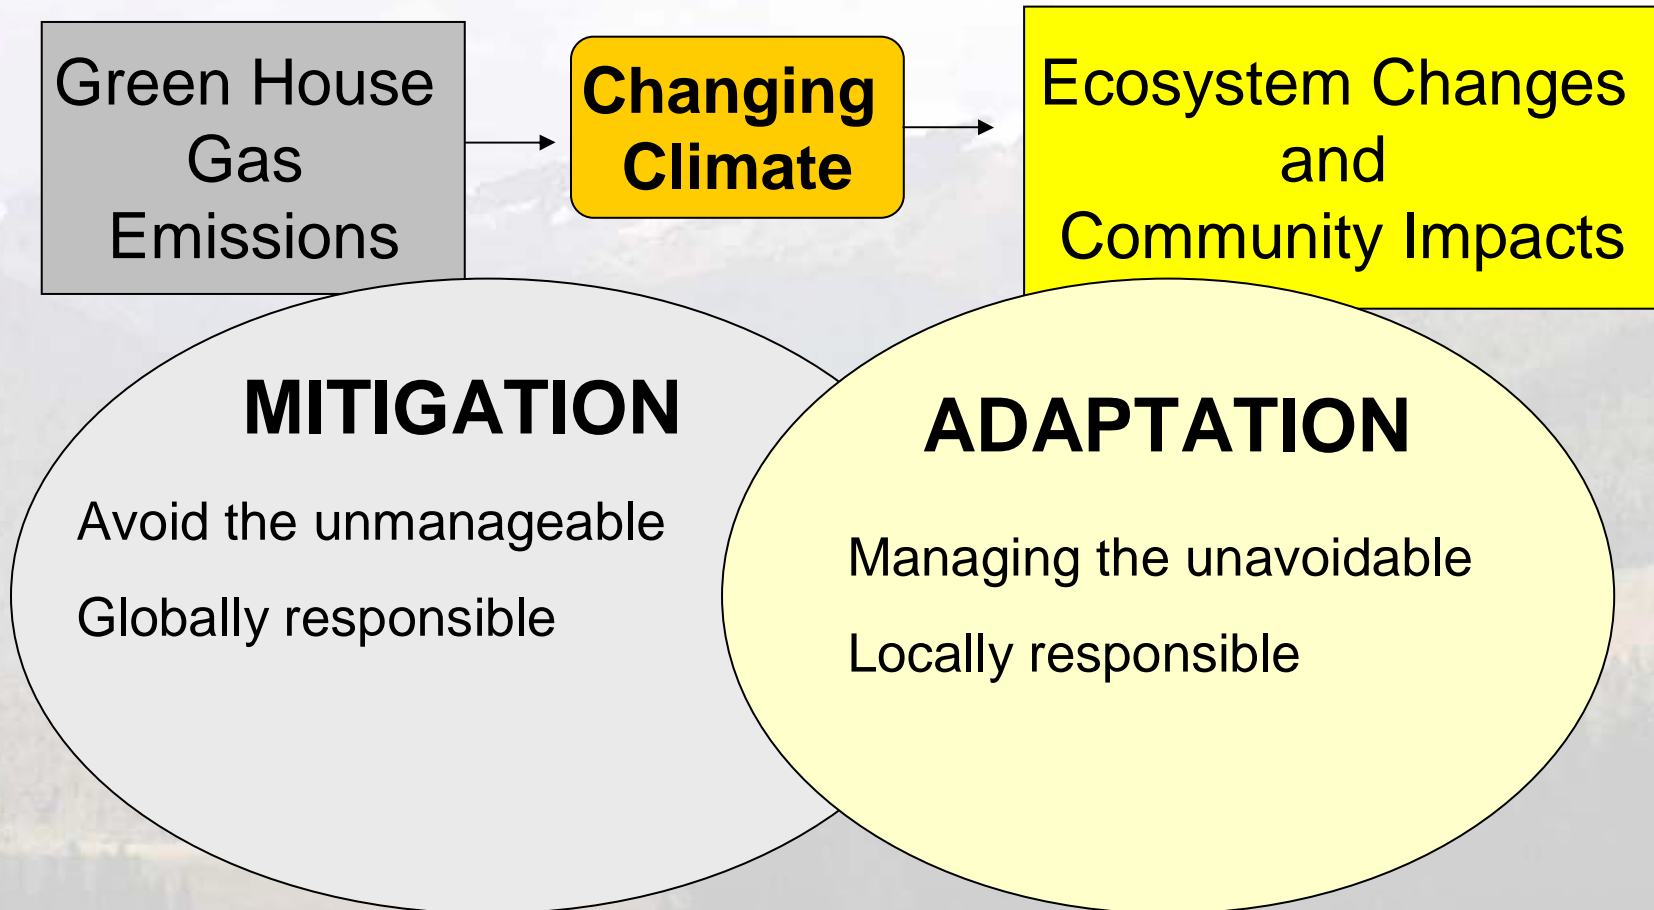 Green House
Gas
Emissions
Changing
Climate
Ecosystem Changes
and
Community Impacts
MITIGATION
Avoid the unmanageable
Globally responsible
ADAPTATION
Managing the unavoidable
Locally responsible